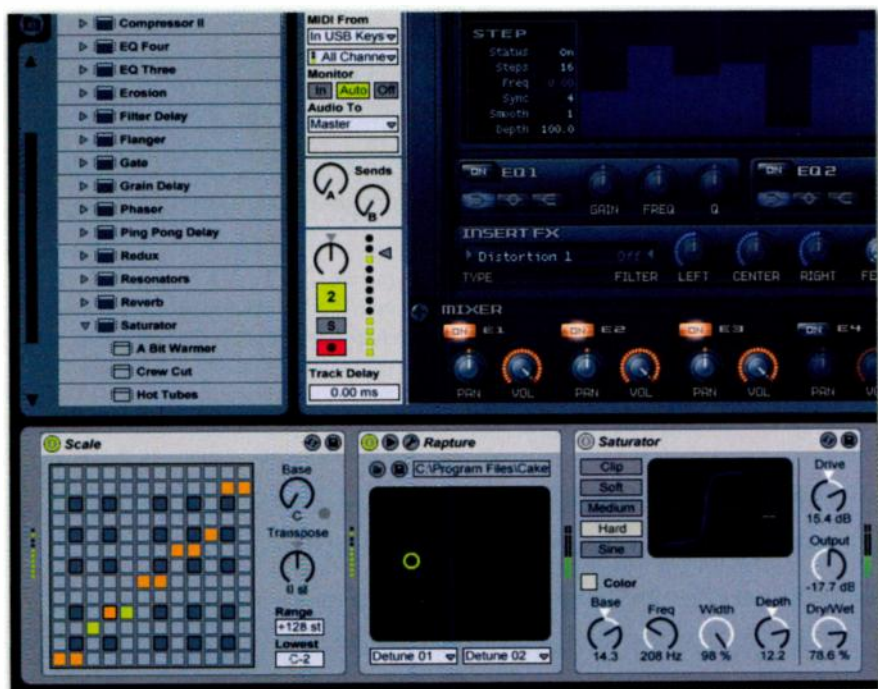 Compressor II
EQ Four
EQ Three
Erosion
Filter Delay
Flanger
Gate
Grain Delay
Phaser
Ping Pong Delay
Redux
Resonators
Reverb
Saturator
A Bit Warmer
Crew Cut
Hot Tubes
MIDI From
In USB Keys
All Channe
Monitor
In Auto Off
Audio To
Master
Sends
A
B
2
S
Track Delay
0.00 ms
STEP
Status On
Steps 16
Freq 0.00
Sync 4
Smooth 1
Depth 100.0
ON EQ 1
GAIN FREQ Q
ON EQ 2
INSERT FX
Distortion 1 Off
TYPE FILTER LEFT CENTER RIGHT FE
MIXER
ON E1 ON E2 ON E3 ON E4
PAN VOL PAN VOL PAN VOL PAN VOL
Scale
Base
C
Transpose
0 st
Range
+128 st
Lowest
C-2
Rapture
C:\Program Files\Cake
Detune 01 Detune 02
Saturator
Clip
Soft
Medium
Hard
Sine
Color
Base Freq Width Depth
14.3 208 Hz 98 % 12.2
Drive
15.4 dB
Output
-17.7 dB
Dry/Wet
78.6 %